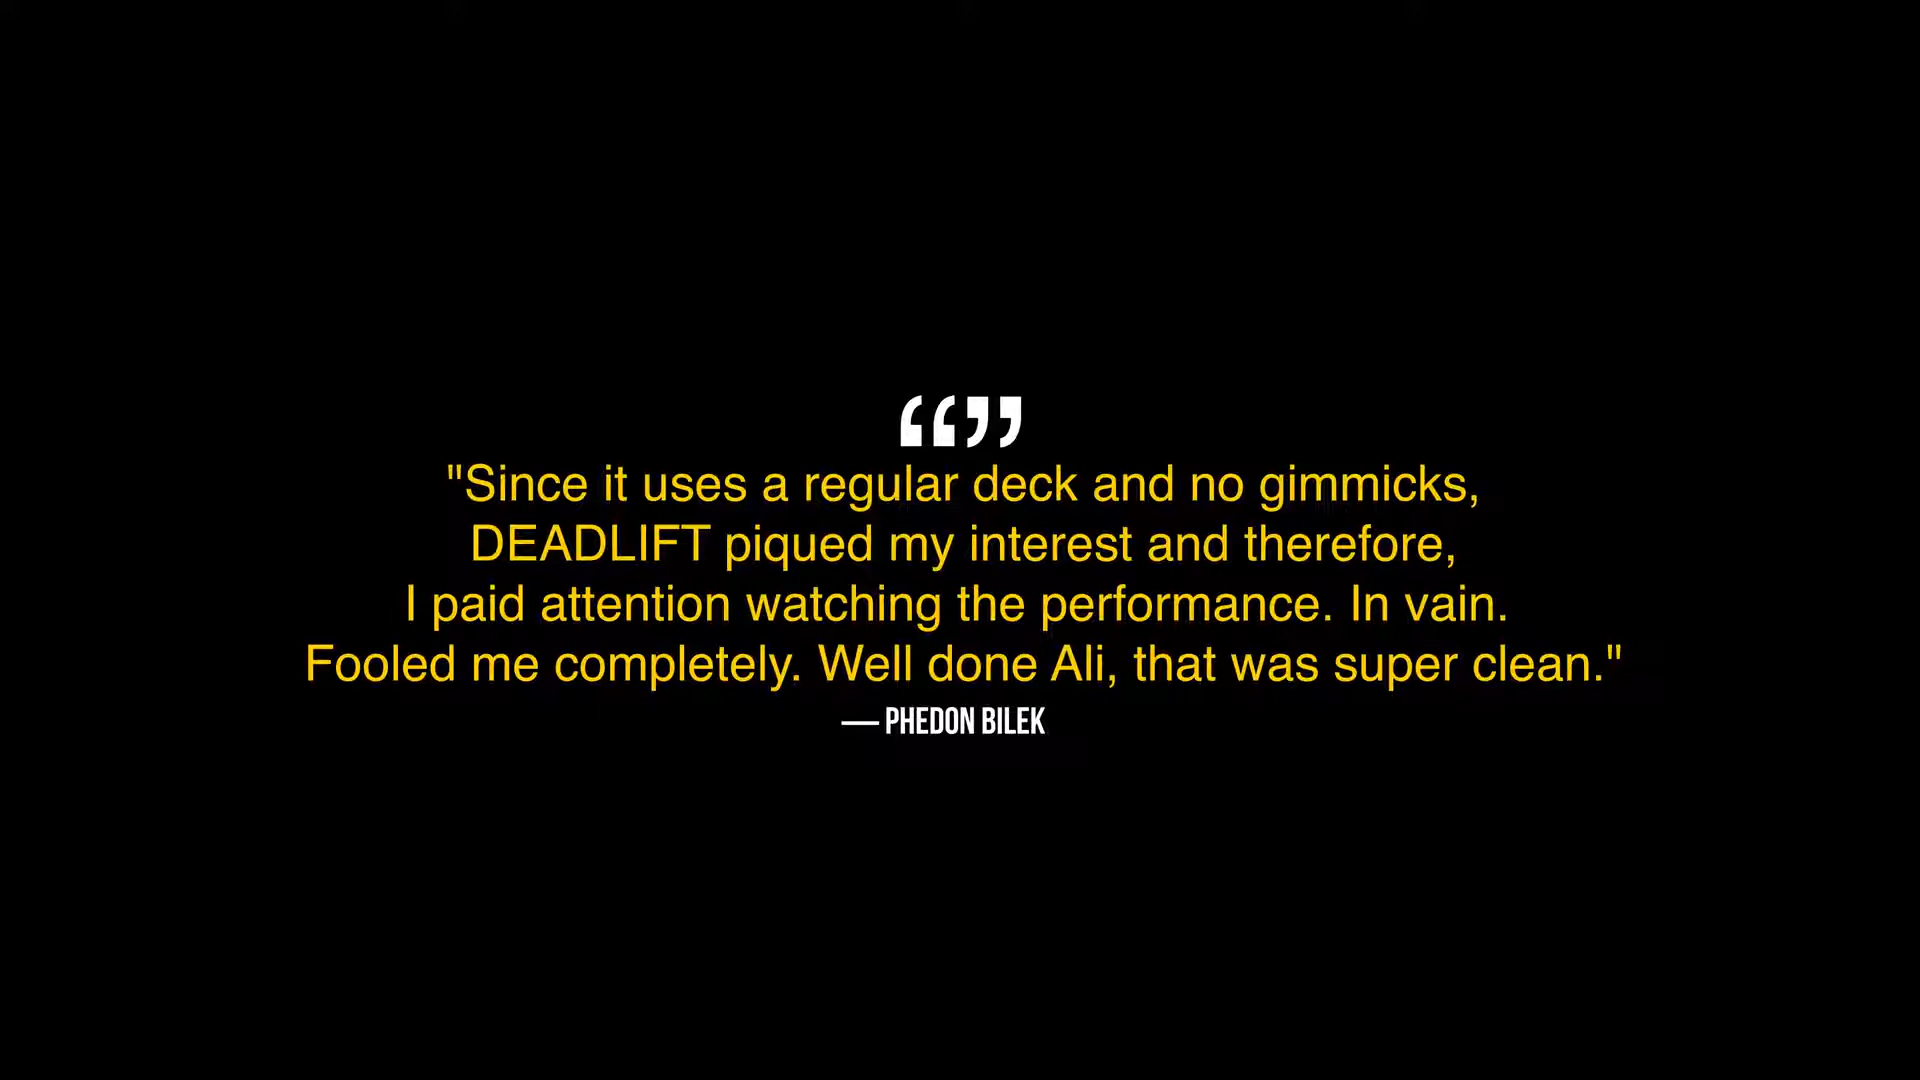 “”
"Since it uses a regular deck and no gimmicks,
DEADLIFT piqued my interest and therefore,
I paid attention watching the performance. In vain.
Fooled me completely. Well done Ali, that was super clean."
— PHEDON BILEK